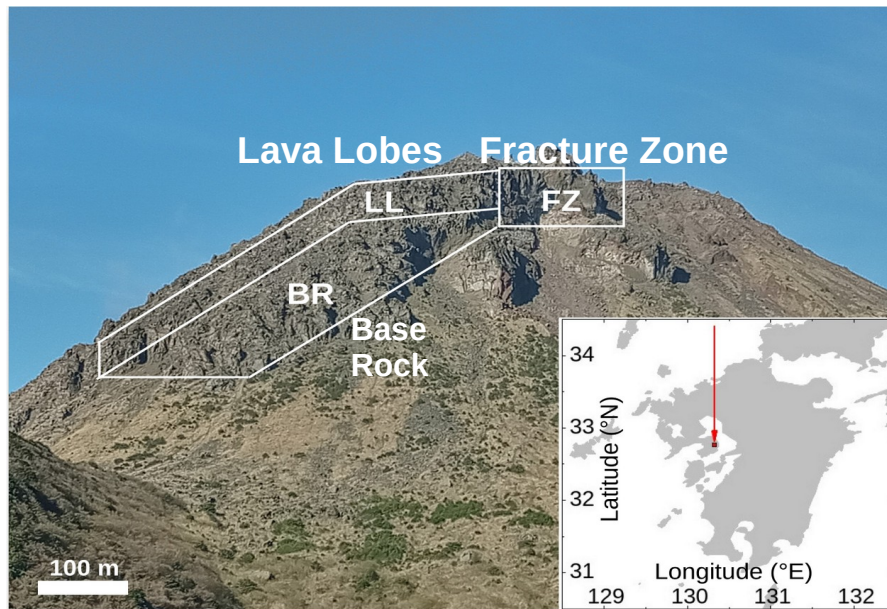 Lava Lobes Fracture Zone
LL
FZ
BR
Base
Rock
100 m
34
33
32
31
Latitude (°N)
Longitude (°E)
129 130 131 132